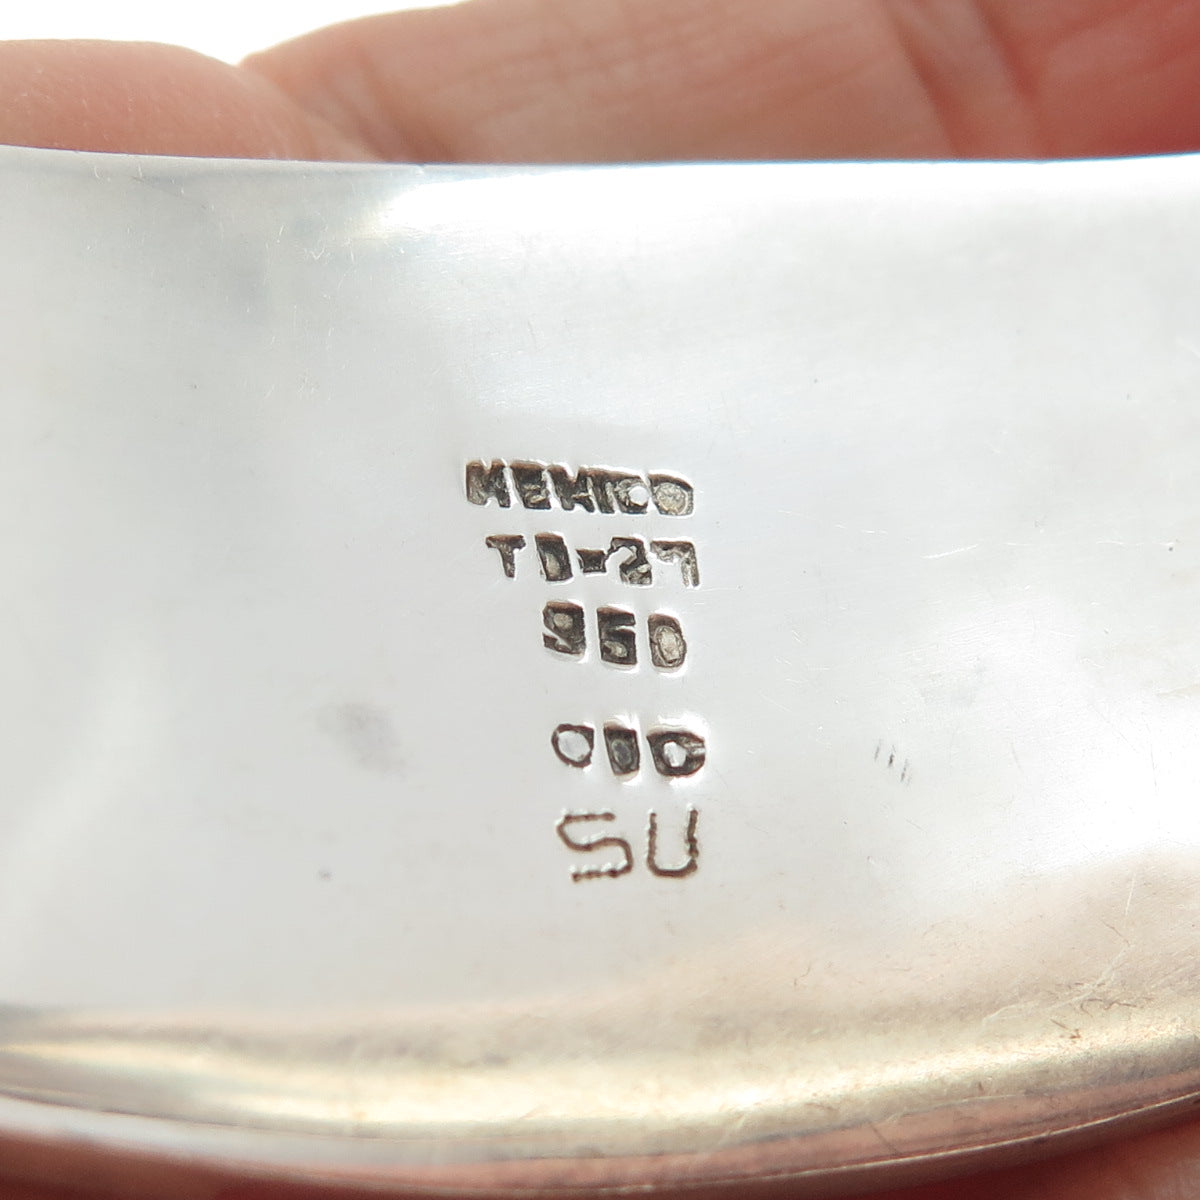 MEXICO
TD-27
950
SU